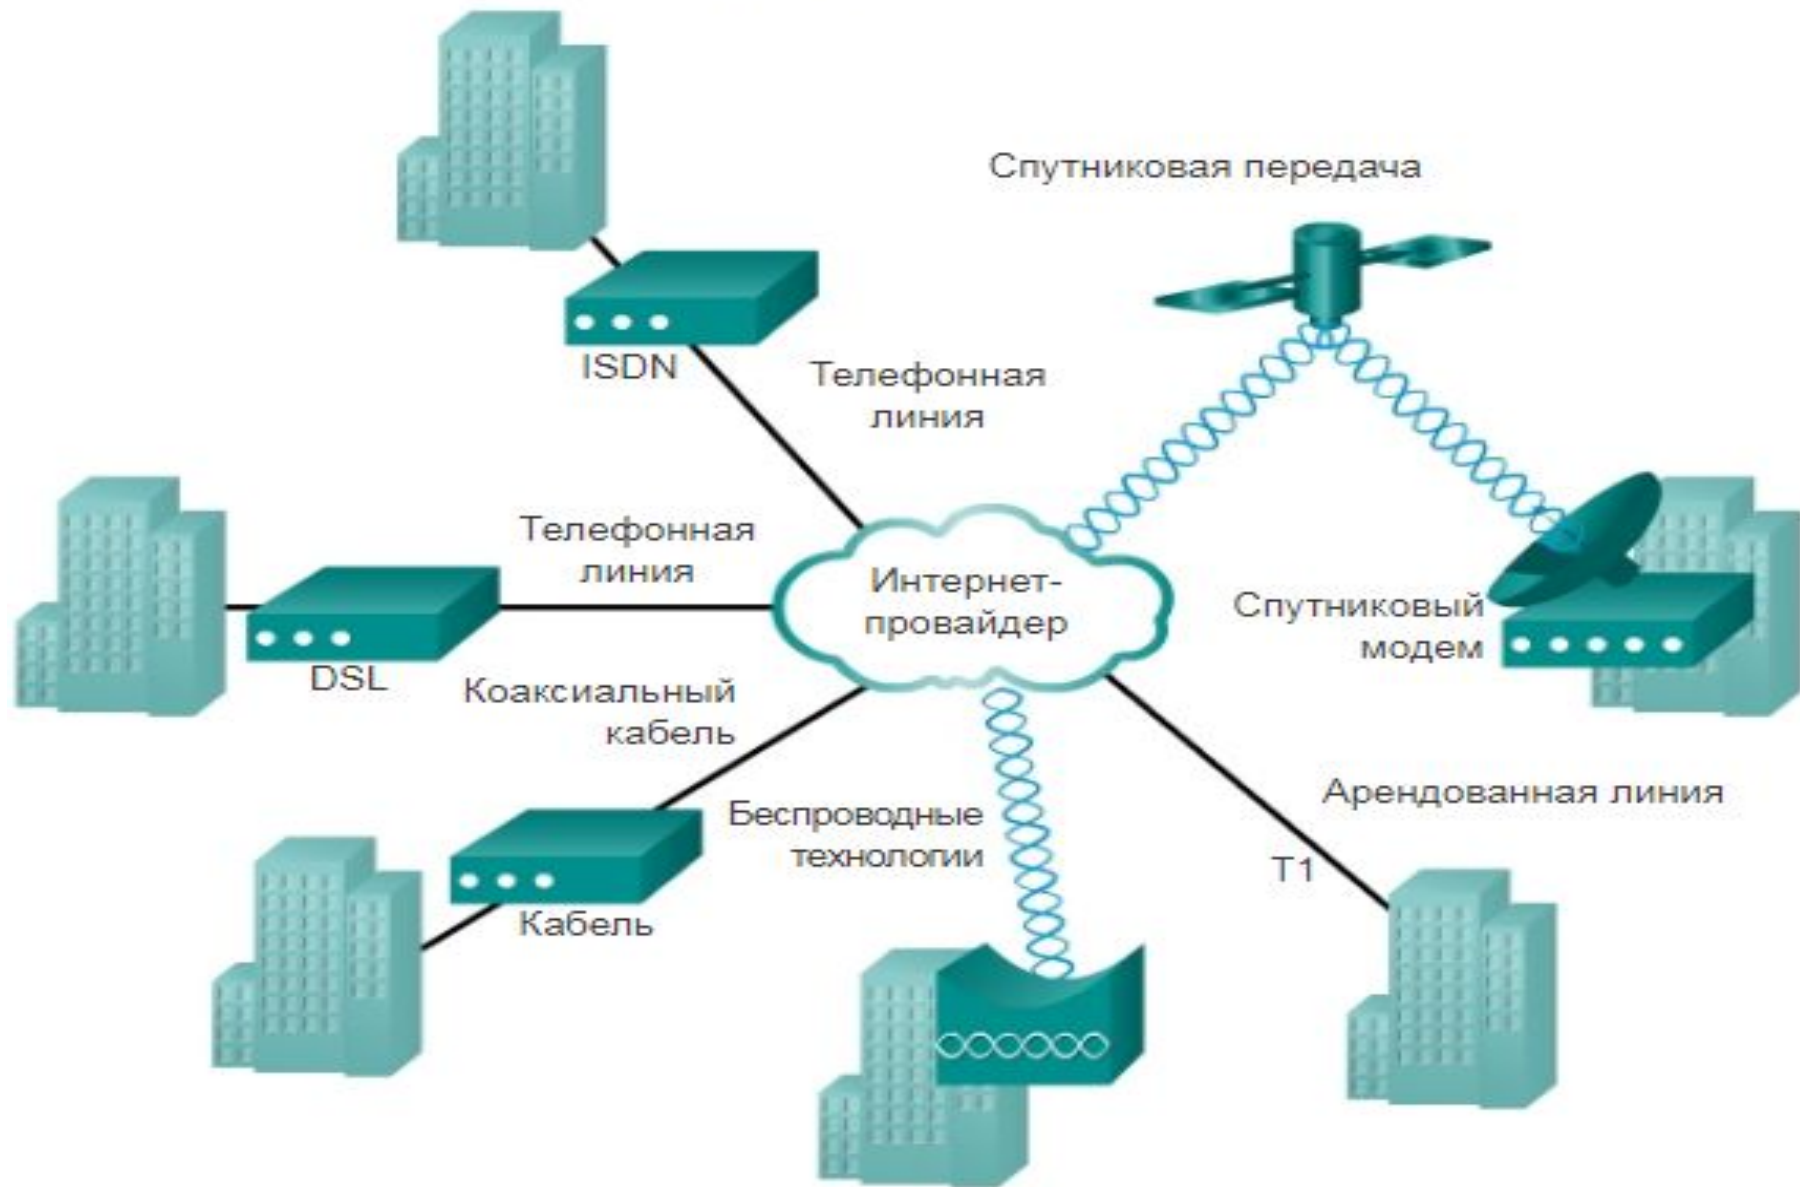 Спутниковая передача
ISDN
Телефонная
линия
Телефонная
линия
DSL
Интернет-
провайдер
Спутниковый
модем
Коаксиальный
кабель
Кабель
Беспроводные
технологии
Арендованная линия
T1